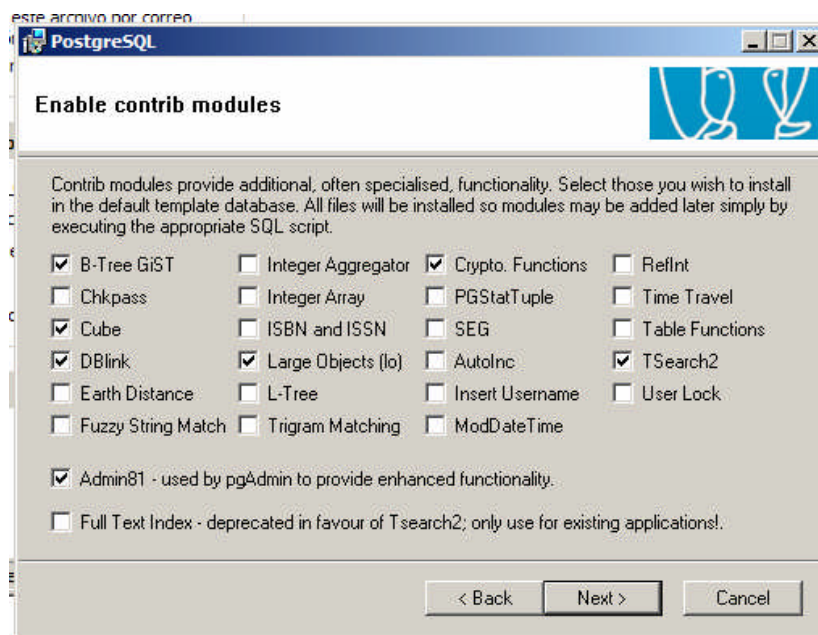 este archivo por correo
PostgreSQL
Enable contrib modules
Contrib modules provide additional, often specialised, functionality. Select those you wish to install
in the default template database. All files will be installed so modules may be added later simply by
executing the appropriate SQL script.
B-Tree GiST Integer Aggregator Crypto. Functions RefInt
Chkpass Integer Array PGStatTuple Time Travel
Cube ISBN and ISSN SEG Table Functions
DBlink Large Objects (lo) AutoInc TSearch2
Earth Distance L-Tree Insert Username User Lock
Fuzzy String Match Trigram Matching ModDateTime
Admin81 - used by pgAdmin to provide enhanced functionality.
Full Text Index - deprecated in favour of Tsearch2; only use for existing applications!.
< Back Next > Cancel